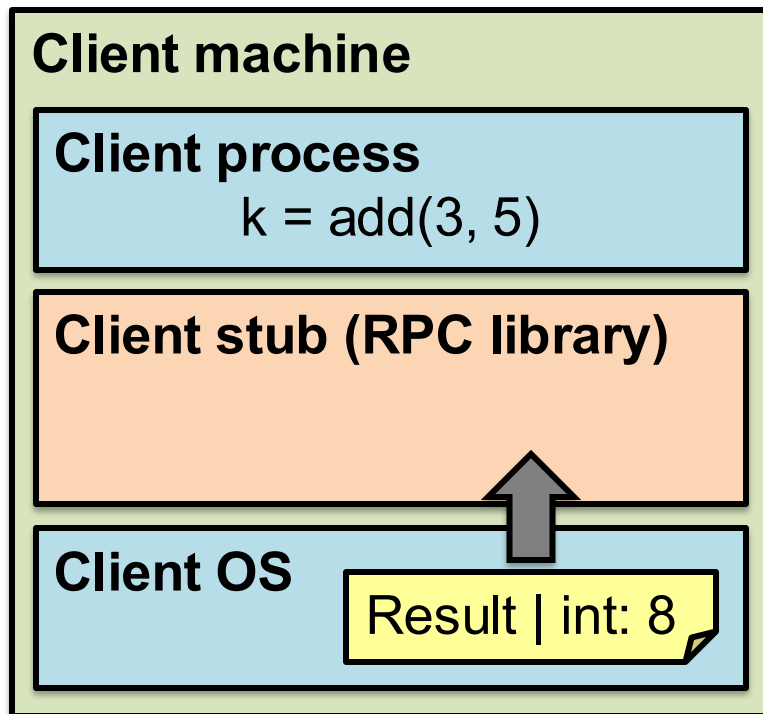 Client machine
Client process
k = add(3, 5)
Client stub (RPC library)
Client OS
Result | int: 8